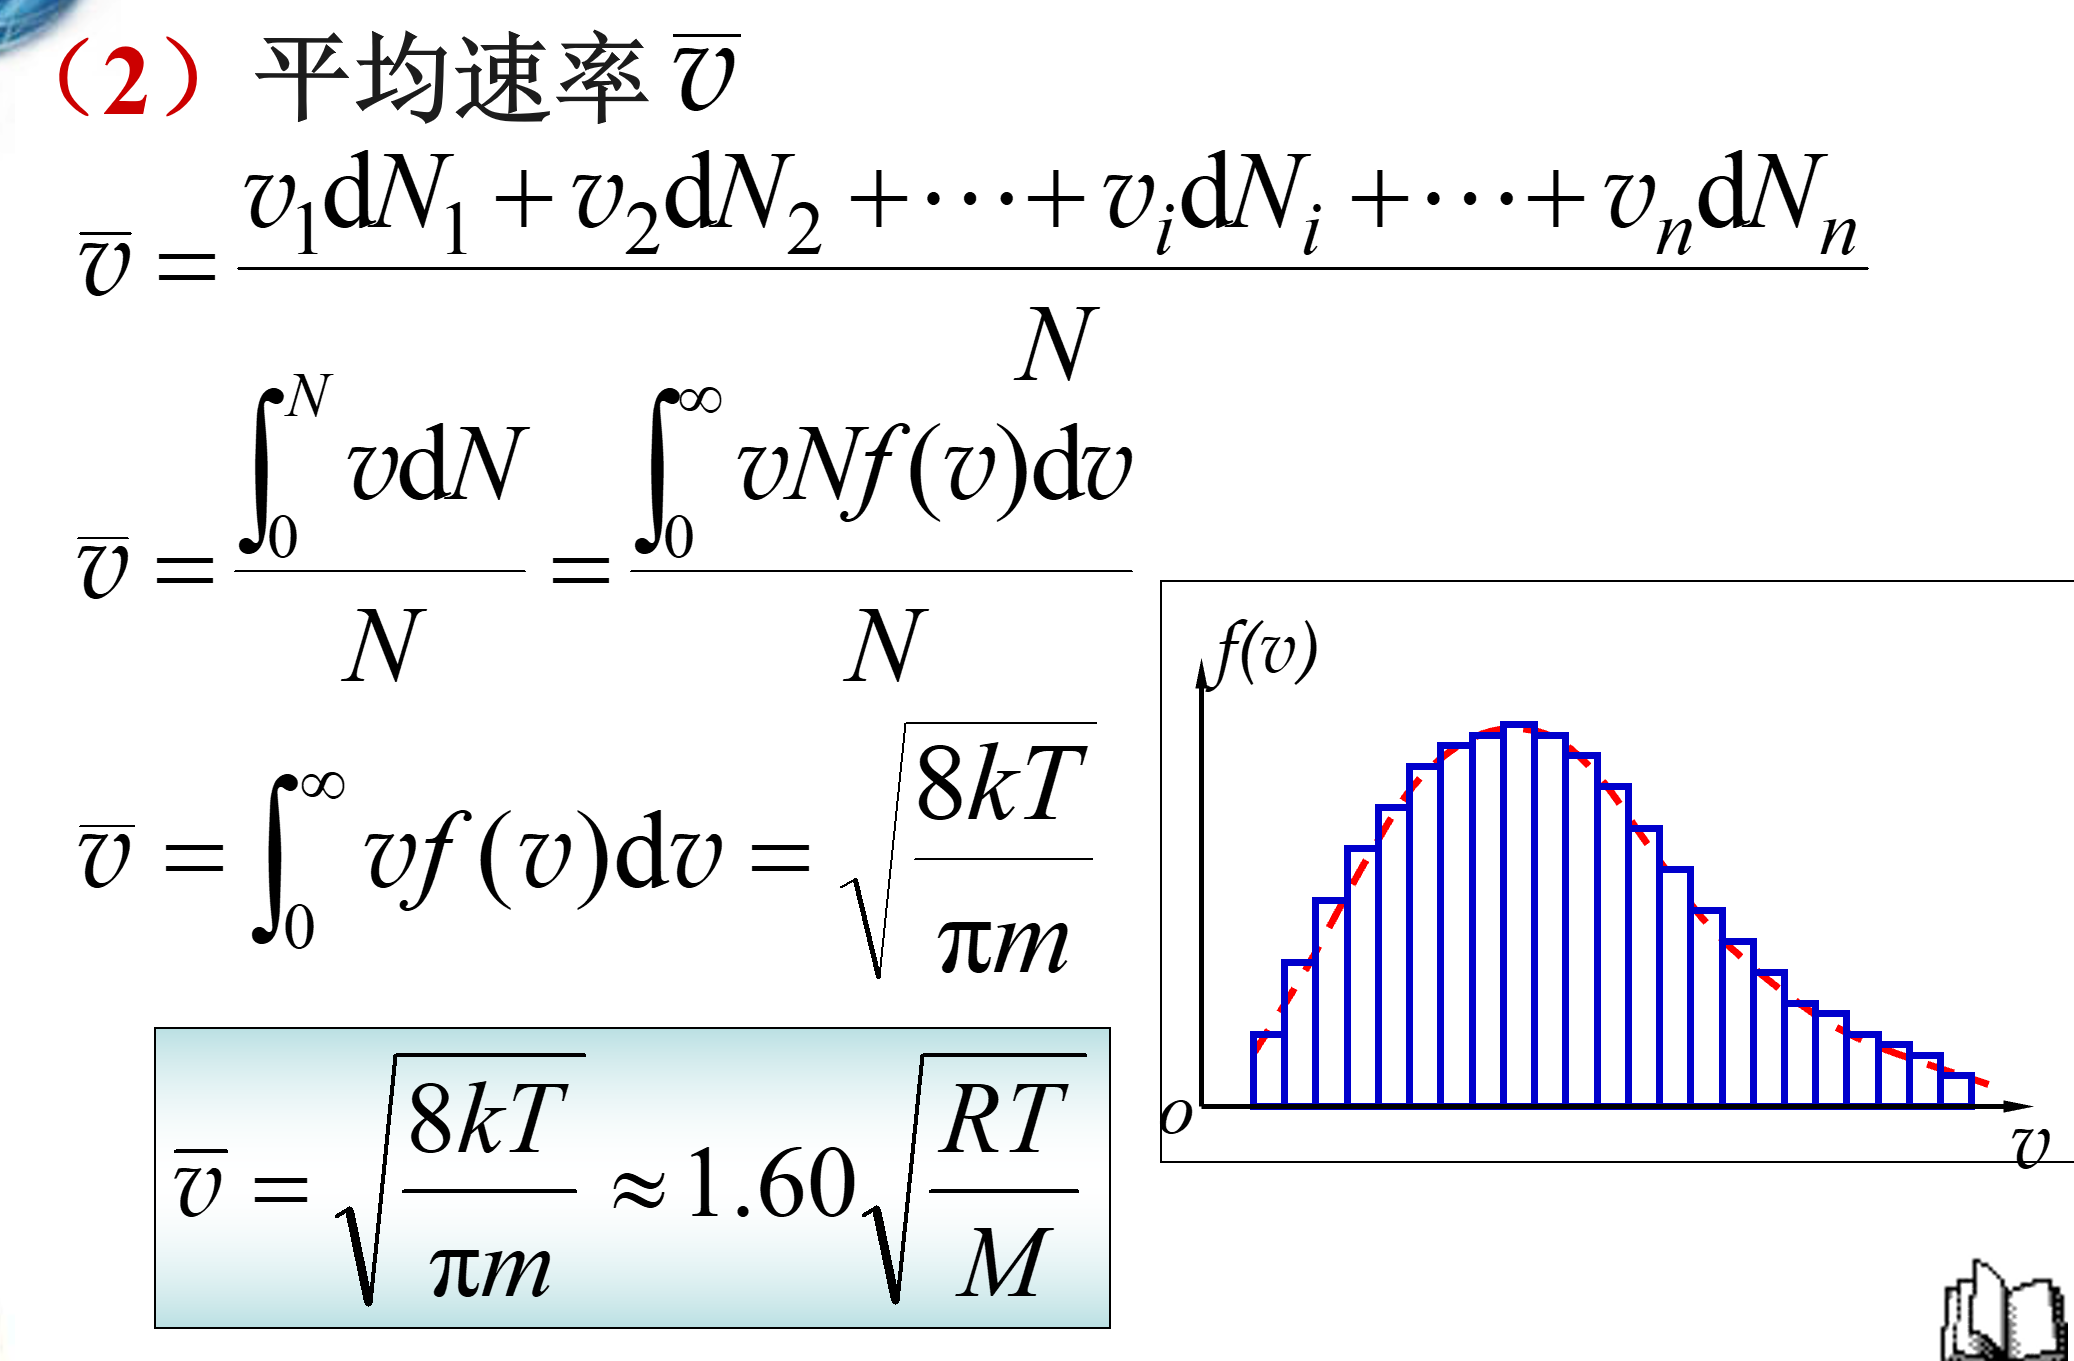 （2）平均速率 v̅
v̅ = (v₁dN₁ + v₂dN₂ + ⋯ + vᵢdNᵢ + ⋯ + vₙdNₙ) / N
v̅ = ∫₀ᴺ vdN / N = ∫₀^∞ vNf(v)dv / N
v̅ = ∫₀^∞ vf(v)dv = √(8kT / πm)
v̅ = √(8kT / πm) ≈ 1.60 √(RT / M)
f(v)
o
v